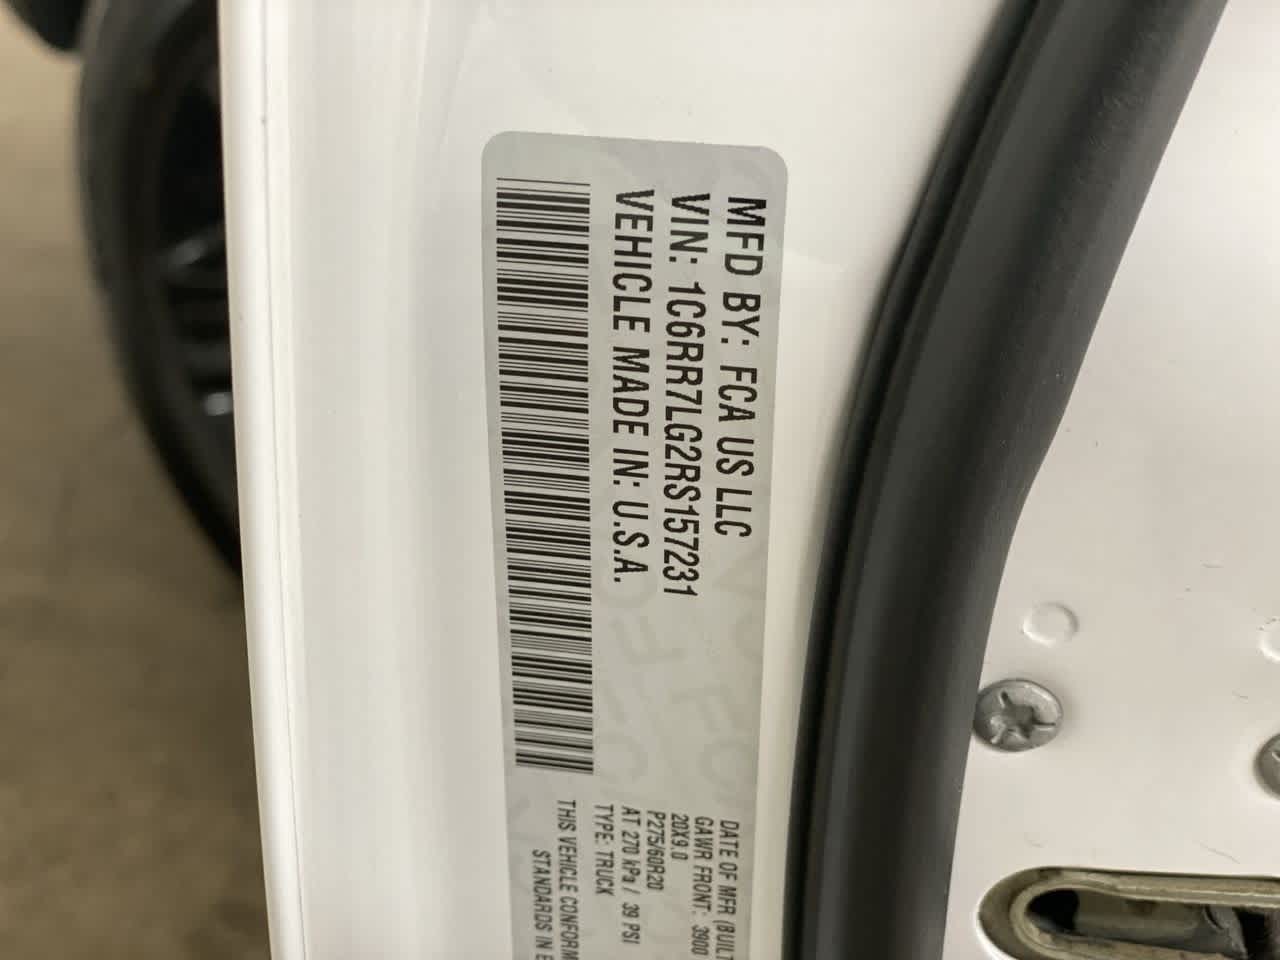 MFD BY: FCA US LLC
VIN: 1C6RR7LG2RS157231
VEHICLE MADE IN: U.S.A.
DATE OF MFR (BUILT
GAWR FRONT: 3900
20X9.0
P275/60R20
AT 270 kPa / 39 PSI
TYPE: TRUCK
THIS VEHICLE CONFORM
STANDARDS IN E